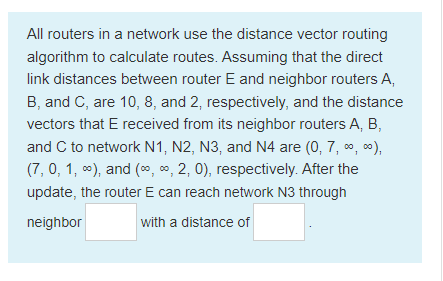 All routers in a network use the distance vector routing
algorithm to calculate routes. Assuming that the direct
link distances between router E and neighbor routers A,
B, and C, are 10, 8, and 2, respectively, and the distance
vectors that E received from its neighbor routers A, B,
and C to network N1, N2, N3, and N4 are (0, 7, ∞, ∞),
(7, 0, 1, ∞), and (∞, ∞, 2, 0), respectively. After the
update, the router E can reach network N3 through
neighbor with a distance of .